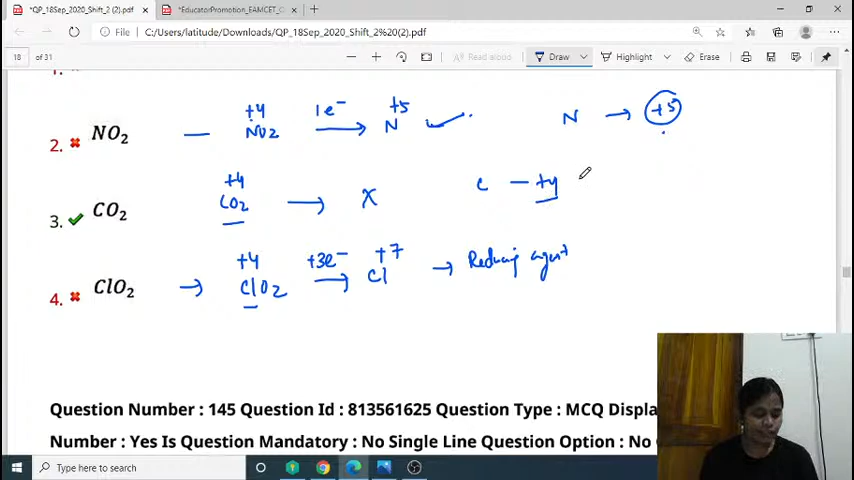 *QP_18Sep_2020_Shift_2 (2).pdf
*EducatorPromotion_EAMCET_C
File C:/Users/latitude/Downloads/QP_18Sep_2020_Shift_2%20(2).pdf
18 of 31 Read aloud Draw Highlight Erase
+4 1e⁻ +5
2. NO₂ — NO₂ → N N → +5
+4
3. CO₂ CO₂ → X C — +4
+4 +3e⁻ +7
4. ClO₂ → ClO₂ → Cl → Reducing agent
Question Number : 145 Question Id : 813561625 Question Type : MCQ Displa
Number : Yes Is Question Mandatory : No Single Line Question Option : No
Type here to search